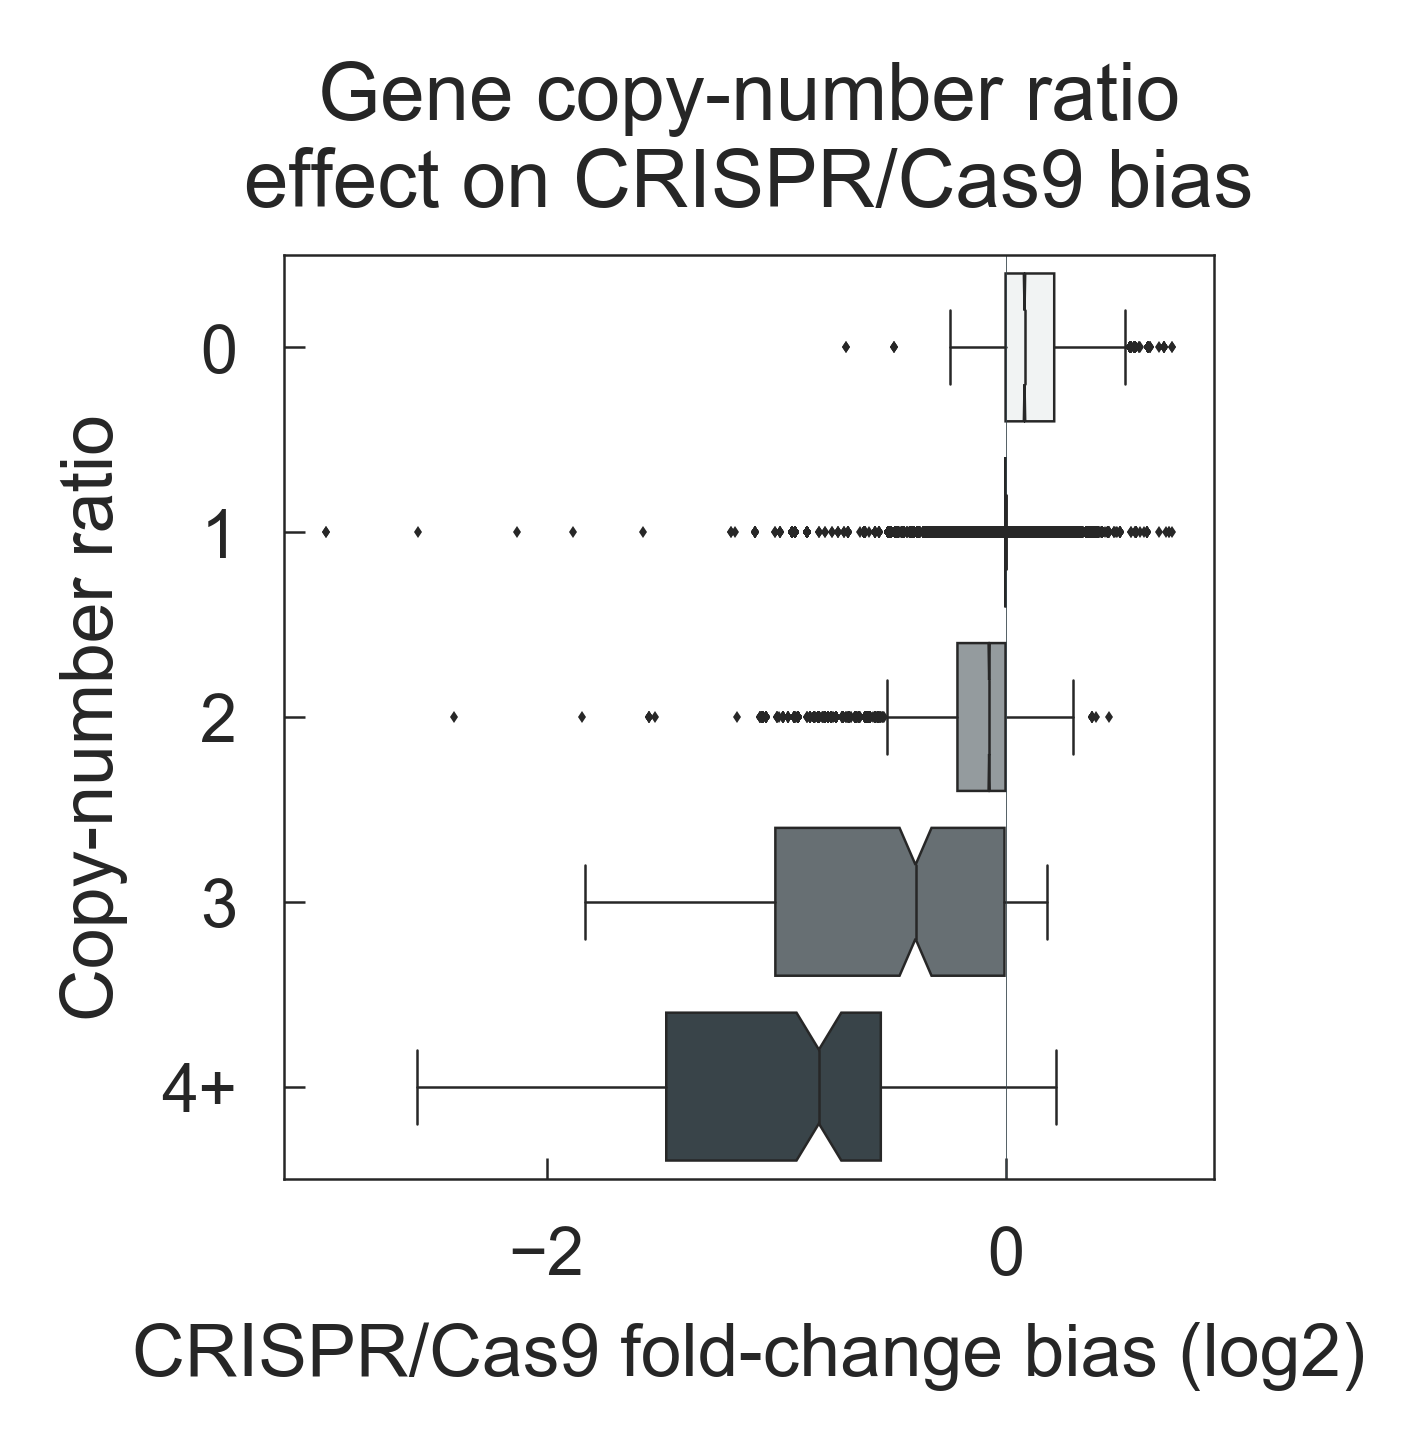 Gene copy-number ratio
effect on CRISPR/Cas9 bias
Copy-number ratio
0
1
2
3
4+
−2
0
CRISPR/Cas9 fold-change bias (log2)